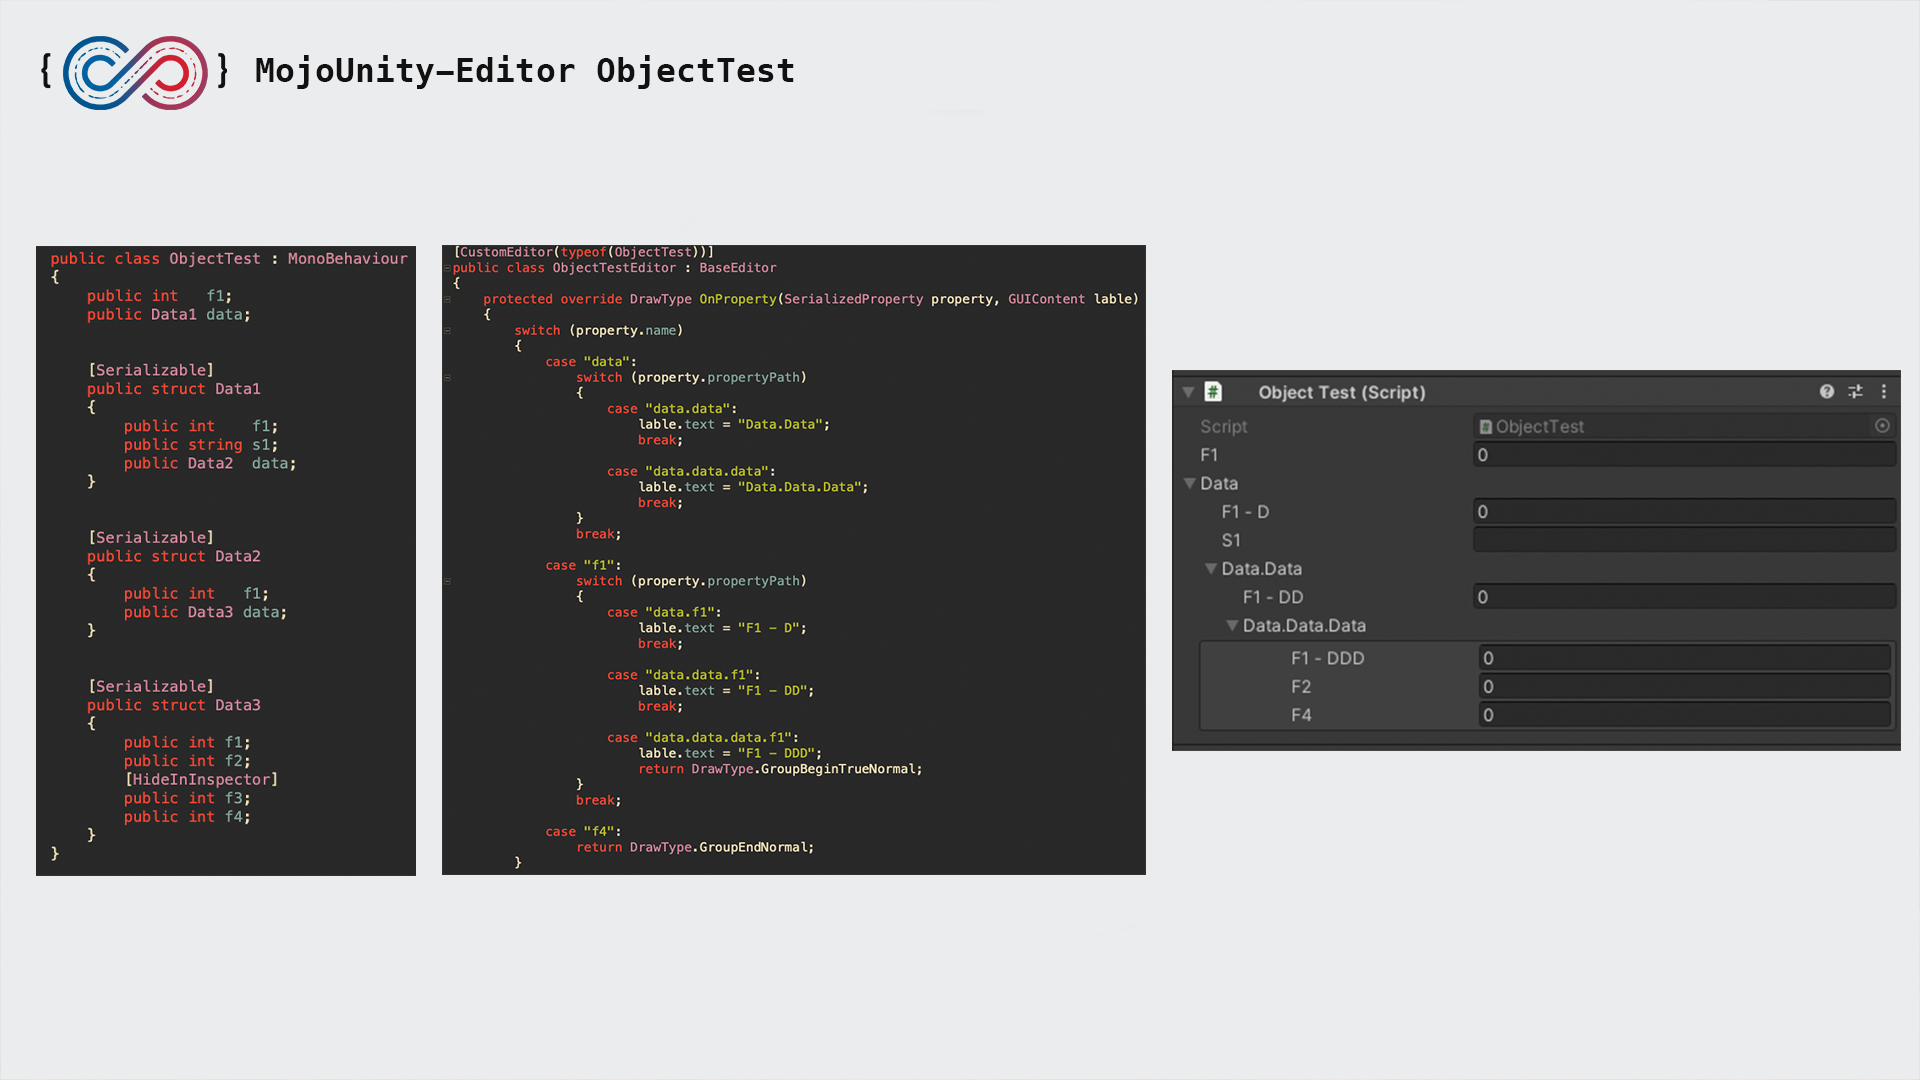 { } MojoUnity–Editor ObjectTest
public class ObjectTest : MonoBehaviour
{
public int f1;
public Data1 data;
[Serializable]
public struct Data1
{
public int f1;
public string s1;
public Data2 data;
}
[Serializable]
public struct Data2
{
public int f1;
public Data3 data;
}
[Serializable]
public struct Data3
{
public int f1;
public int f2;
[HideInInspector]
public int f3;
public int f4;
}
}
[CustomEditor(typeof(ObjectTest))]
public class ObjectTestEditor : BaseEditor
{
protected override DrawType OnProperty(SerializedProperty property, GUIContent lable)
{
switch (property.name)
{
case "data":
switch (property.propertyPath)
{
case "data.data":
lable.text = "Data.Data";
break;
case "data.data.data":
lable.text = "Data.Data.Data";
break;
}
break;
case "f1":
switch (property.propertyPath)
{
case "data.f1":
lable.text = "F1 - D";
break;
case "data.data.f1":
lable.text = "F1 - DD";
break;
case "data.data.data.f1":
lable.text = "F1 - DDD";
return DrawType.GroupBeginTrueNormal;
}
break;
case "f4":
return DrawType.GroupEndNormal;
}
# Object Test (Script)
Script # ObjectTest
F1 0
Data
F1 - D 0
S1
Data.Data
F1 - DD 0
Data.Data.Data
F1 - DDD 0
F2 0
F4 0